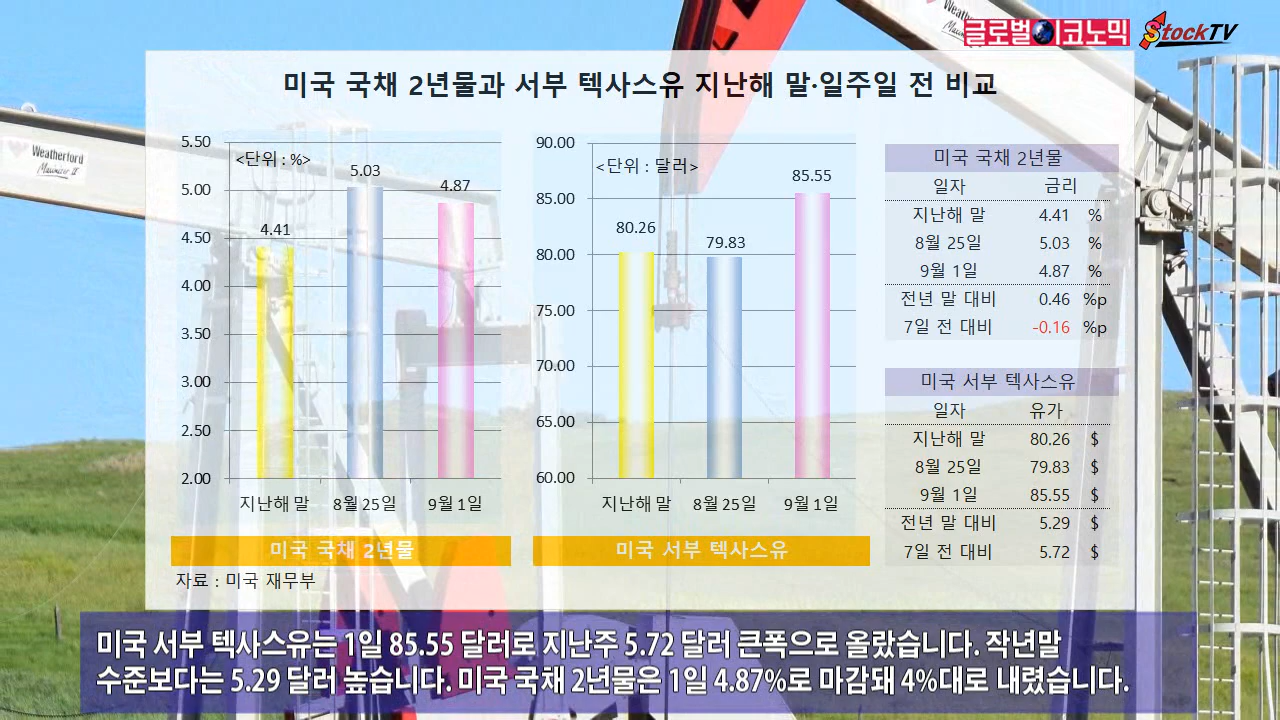 Weatherford
글로벌이코노믹
StockTV
미국 국채 2년물과 서부 텍사스유 지난해 말·일주일 전 비교
<단위 : %>
5.50
5.00
4.50
4.00
3.50
3.00
2.50
2.00
4.41
5.03
4.87
지난해 말 8월 25일 9월 1일
미국 국채 2년물
<단위 : 달러>
90.00
85.00
80.00
75.00
70.00
65.00
60.00
80.26
79.83
85.55
지난해 말 8월 25일 9월 1일
미국 서부 텍사스유
미국 국채 2년물
일자 금리
지난해 말 4.41 %
8월 25일 5.03 %
9월 1일 4.87 %
전년 말 대비 0.46 %p
7일 전 대비 -0.16 %p
미국 서부 텍사스유
일자 유가
지난해 말 80.26 $
8월 25일 79.83 $
9월 1일 85.55 $
전년 말 대비 5.29 $
7일 전 대비 5.72 $
자료 : 미국 재무부
미국 서부 텍사스유는 1일 85.55 달러로 지난주 5.72 달러 큰폭으로 올랐습니다. 작년말
수준보다는 5.29 달러 높습니다. 미국 국채 2년물은 1일 4.87%로 마감돼 4%대로 내렸습니다.